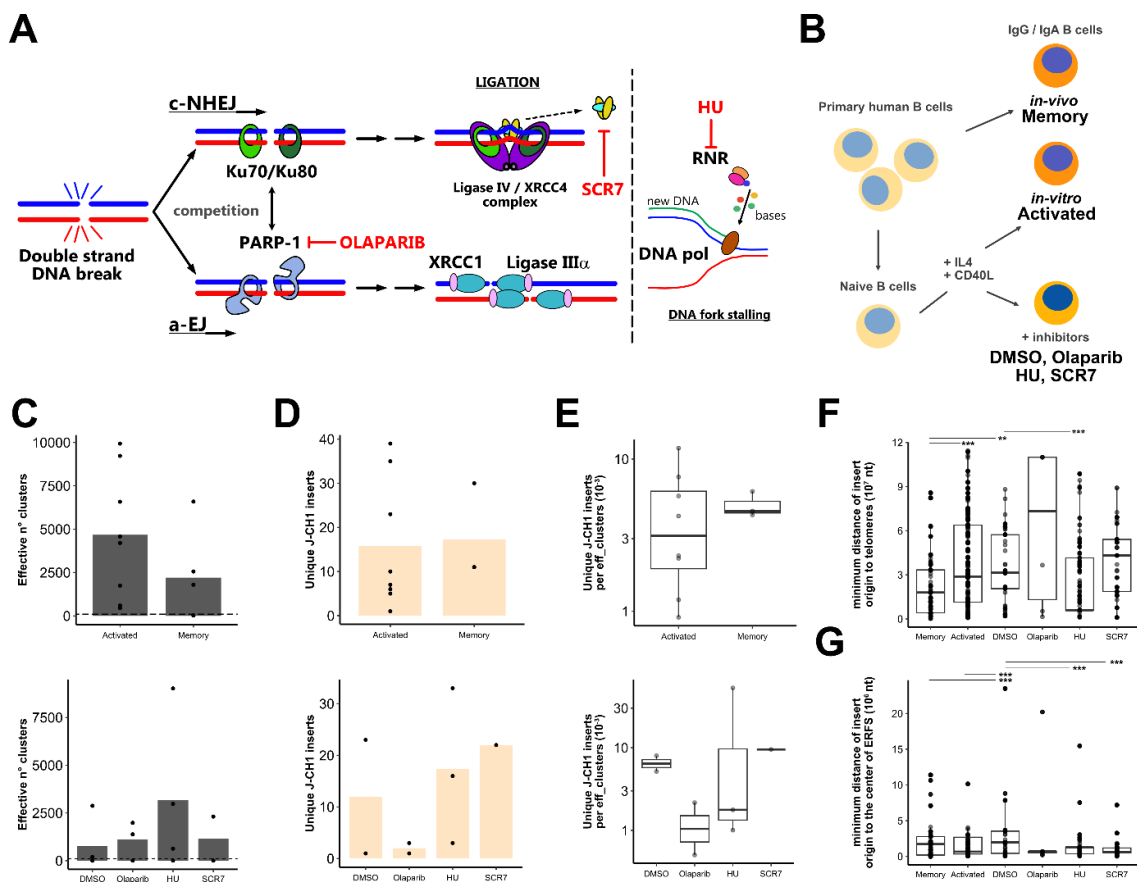 A
c-NHEJ
Ku70/Ku80
competition
Double strand
DNA break
PARP-1
OLAPARIB
a-EJ
LIGATION
Ligase IV / XRCC4
complex
SCR7
XRCC1
Ligase IIIα
HU
RNR
new DNA
bases
DNA pol
DNA fork stalling
B
IgG / IgA B cells
Primary human B cells
in-vivo
Memory
in-vitro
Activated
+ IL4
+ CD40L
Naive B cells
+ inhibitors
DMSO, Olaparib
HU, SCR7
C
Effective n° clusters
10000
7500
5000
2500
0
Activated
Memory
Effective n° clusters
7500
5000
2500
0
DMSO
Olaparib
HU
SCR7
D
Unique J-CH1 inserts
40
30
20
10
0
Activated
Memory
Unique J-CH1 inserts
30
20
10
0
DMSO
Olaparib
HU
SCR7
E
Unique J-CH1 inserts
per eff_clusters (10⁻³)
10
3
1
Activated
Memory
Unique J-CH1 inserts
per eff_clusters (10⁻³)
30
10
3
1
DMSO
Olaparib
HU
SCR7
F
minimum distance of insert
origin to telomeres (10⁷ nt)
12
9
6
3
0
***
**
***
Memory
Activated
DMSO
Olaparib
HU
SCR7
G
minimum distance of insert
origin to the center of ERFS (10⁶ nt)
25
20
15
10
5
0
***
***
***
***
Memory
Activated
DMSO
Olaparib
HU
SCR7